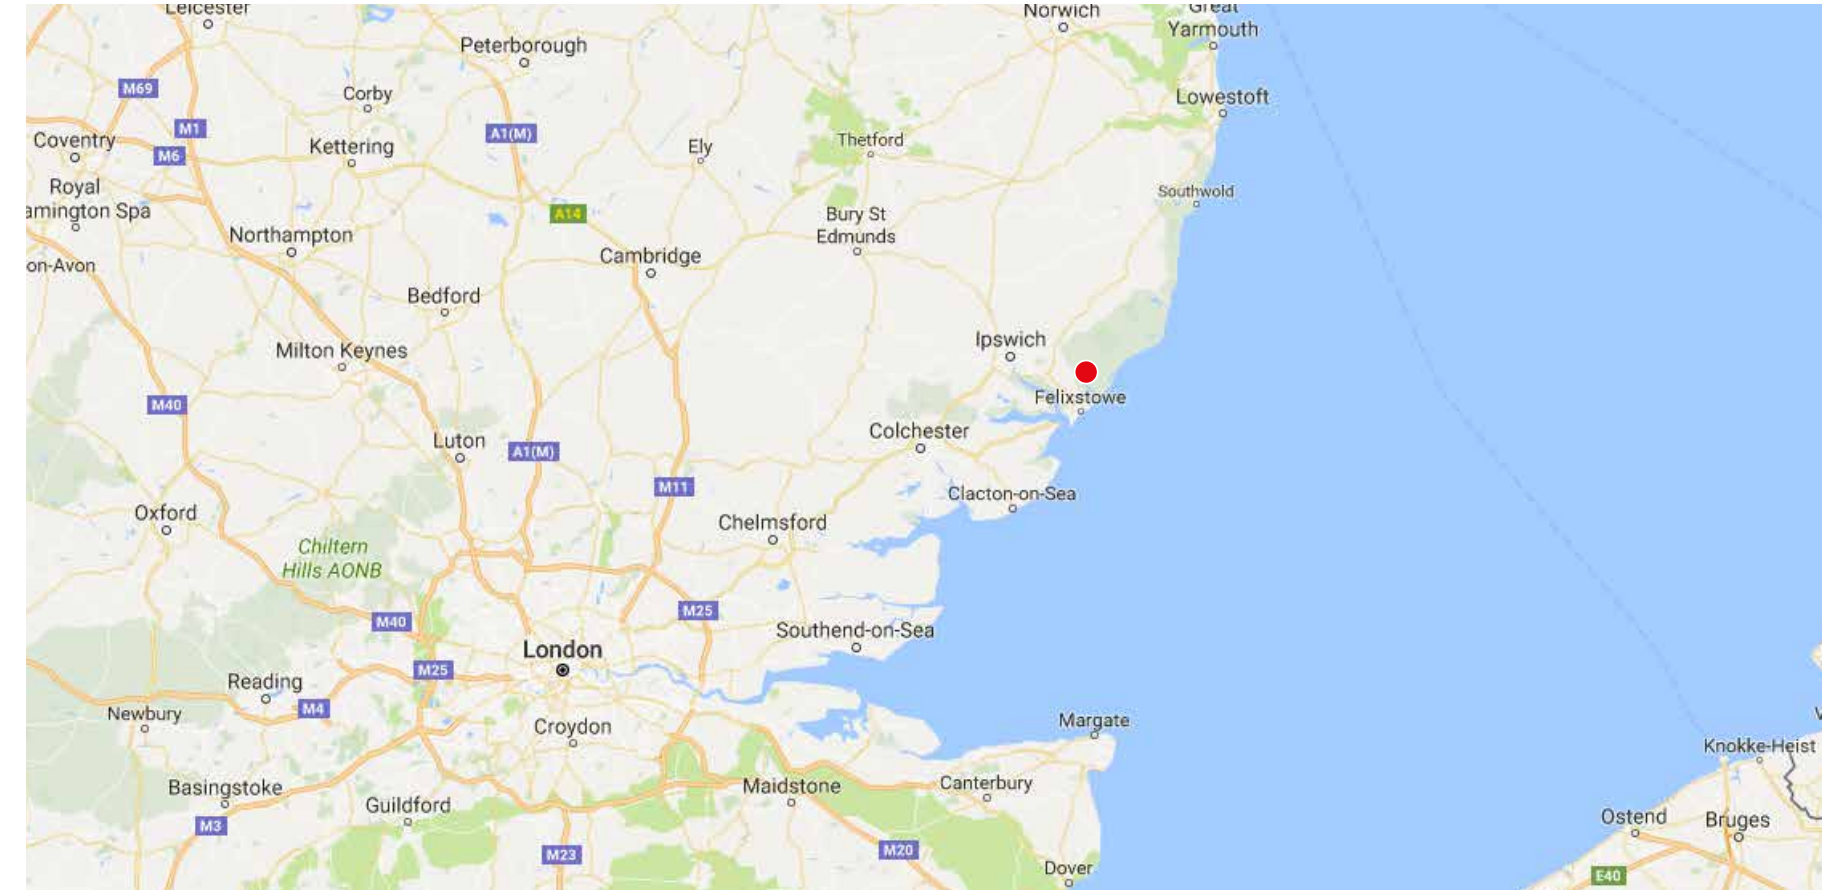 Leicester
Norwich
Great
Yarmouth
Peterborough
M69
Corby
Lowestoft
M1
A1(M)
Coventry
Kettering
Ely
Thetford
M6
Royal
amington Spa
Southwold
A14
Bury St
Edmunds
Northampton
Cambridge
on-Avon
Bedford
Ipswich
Milton Keynes
Felixstowe
M40
Colchester
Luton
A1(M)
M11
Clacton-on-Sea
Oxford
Chelmsford
Chiltern
Hills AONB
M25
M40
Southend-on-Sea
London
M25
Reading
M4
Newbury
Margate
Croydon
Knokke-Heist
Basingstoke
Maidstone
Canterbury
Guildford
Ostend
Bruges
M3
M23
M20
Dover
E40